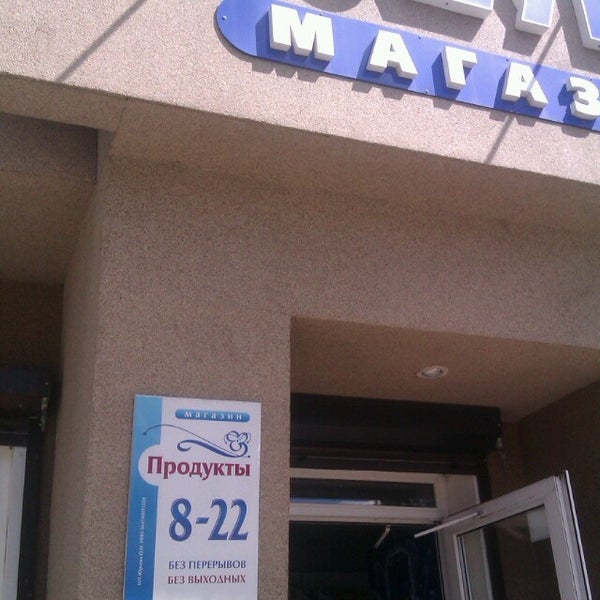 МАГАЗ
магазин
Продукты
8-22
БЕЗ ПЕРЕРЫВОВ
БЕЗ ВЫХОДНЫХ